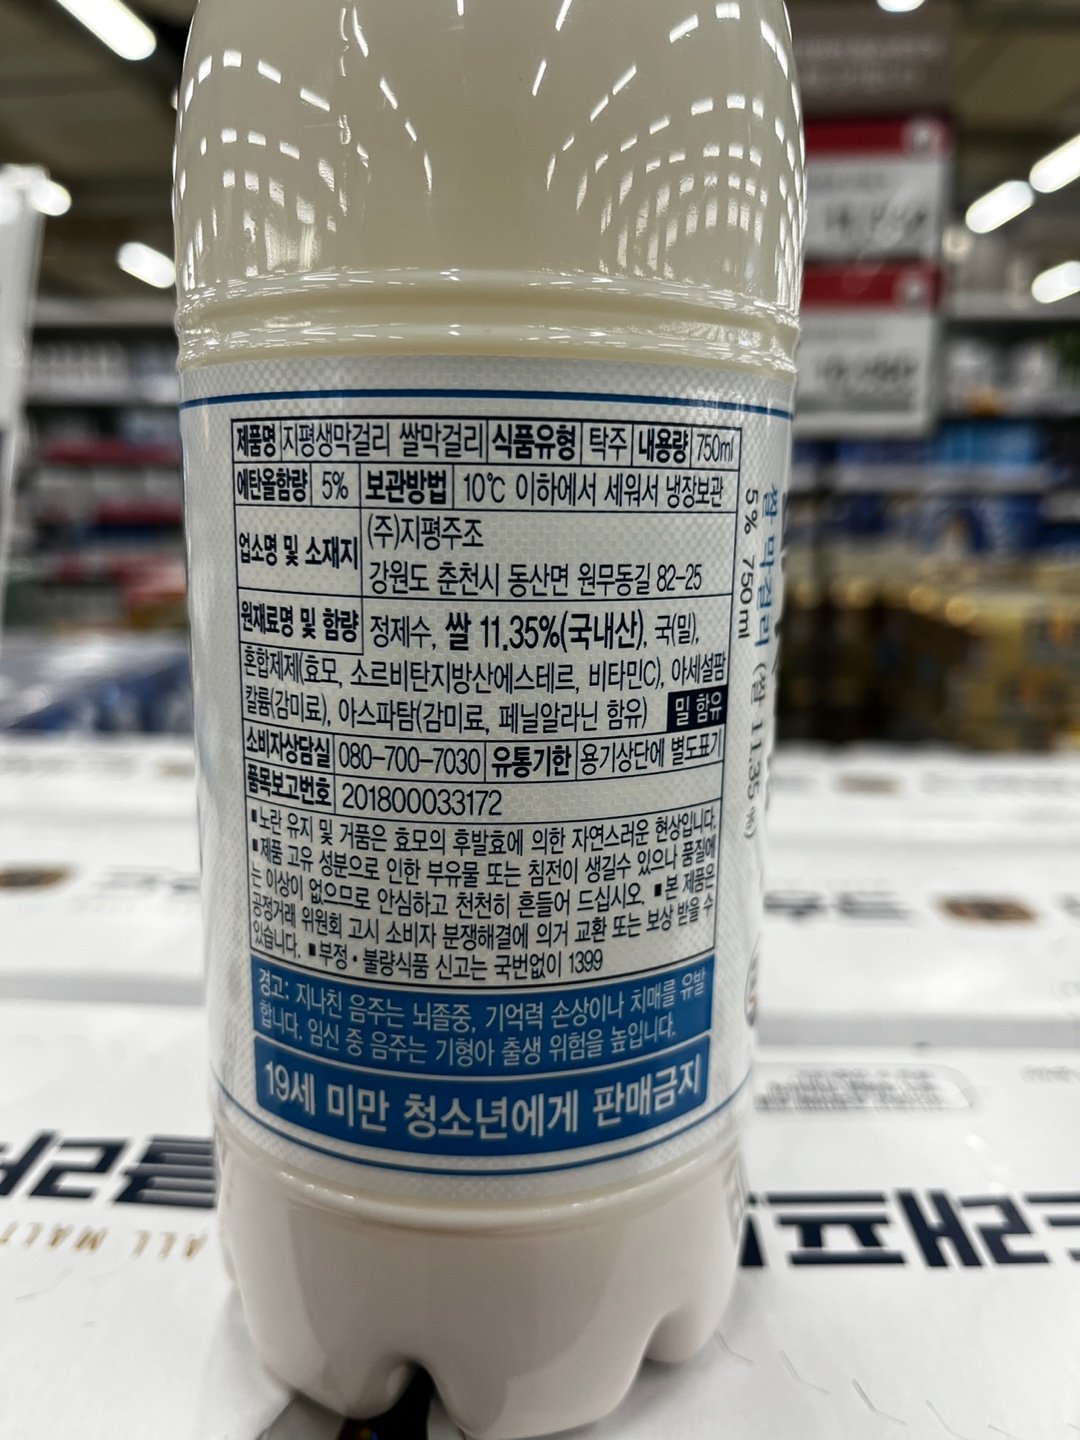 제품명 지평생막걸리 쌀막걸리 식품유형 탁주 내용량 750ml
에탄올함량 5% 보관방법 10℃ 이하에서 세워서 냉장보관
업소명 및 소재지 (주)지평주조
강원도 춘천시 동산면 원무동길 82-25
원재료명 및 함량 정제수, 쌀 11.35%(국내산), 국(밀),
혼합제제(효모, 소르비탄지방산에스테르, 비타민C), 아세설팜
칼륨(감미료), 아스파탐(감미료, 페닐알라닌 함유) 밀 함유
소비자상담실 080-700-7030 유통기한 용기상단에 별도표기
품목보고번호 201800033172
▪노란 유지 및 거품은 효모의 후발효에 의한 자연스러운 현상입니다.
▪제품 고유 성분으로 인한 부유물 또는 침전이 생길수 있으나 품질에
는 이상이 없으므로 안심하고 천천히 흔들어 드십시오. ▪본 제품은
공정거래 위원회 고시 소비자 분쟁해결에 의거 교환 또는 보상 받을 수
있습니다. ▪부정·불량식품 신고는 국번없이 1399
경고: 지나친 음주는 뇌졸중, 기억력 손상이나 치매를 유발
합니다. 임신 중 음주는 기형아 출생 위험을 높입니다.
19세 미만 청소년에게 판매금지
쌀 막걸리 (쌀 11.35 %)
5% 750ml
ALL MALT